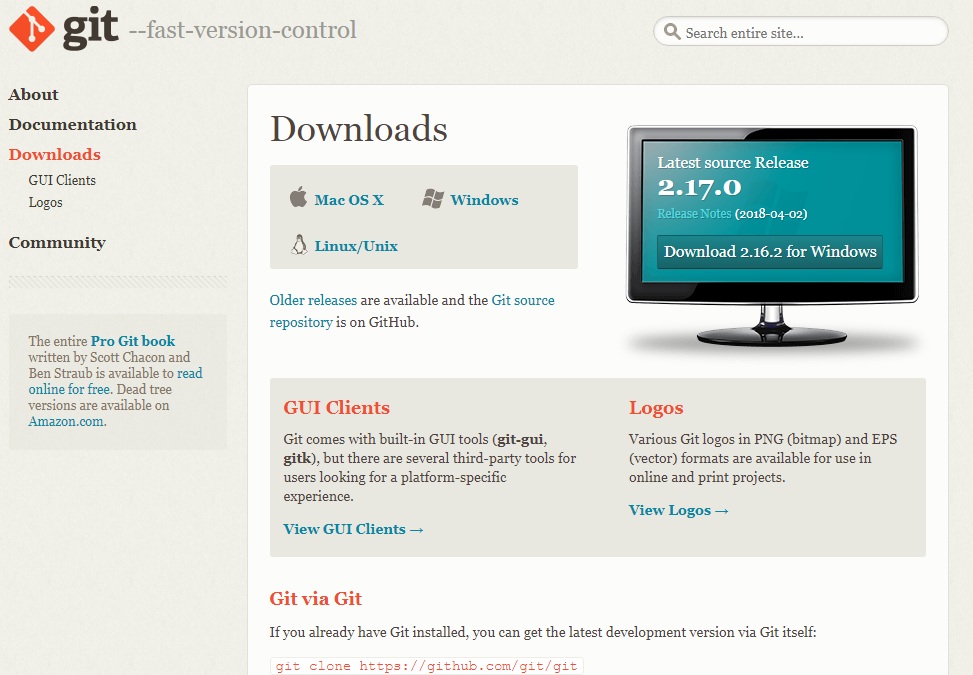 git --fast-version-control
Search entire site...
About
Documentation
Downloads
GUI Clients
Logos
Community
The entire Pro Git book
written by Scott Chacon and
Ben Straub is available to read
online for free. Dead tree
versions are available on
Amazon.com.
Downloads
Mac OS X
Windows
Linux/Unix
Older releases are available and the Git source
repository is on GitHub.
Latest source Release
2.17.0
Release Notes (2018-04-02)
Download 2.16.2 for Windows
GUI Clients
Git comes with built-in GUI tools (git-gui,
gitk), but there are several third-party tools for
users looking for a platform-specific
experience.
View GUI Clients →
Logos
Various Git logos in PNG (bitmap) and EPS
(vector) formats are available for use in
online and print projects.
View Logos →
Git via Git
If you already have Git installed, you can get the latest development version via Git itself:
git clone https://github.com/git/git